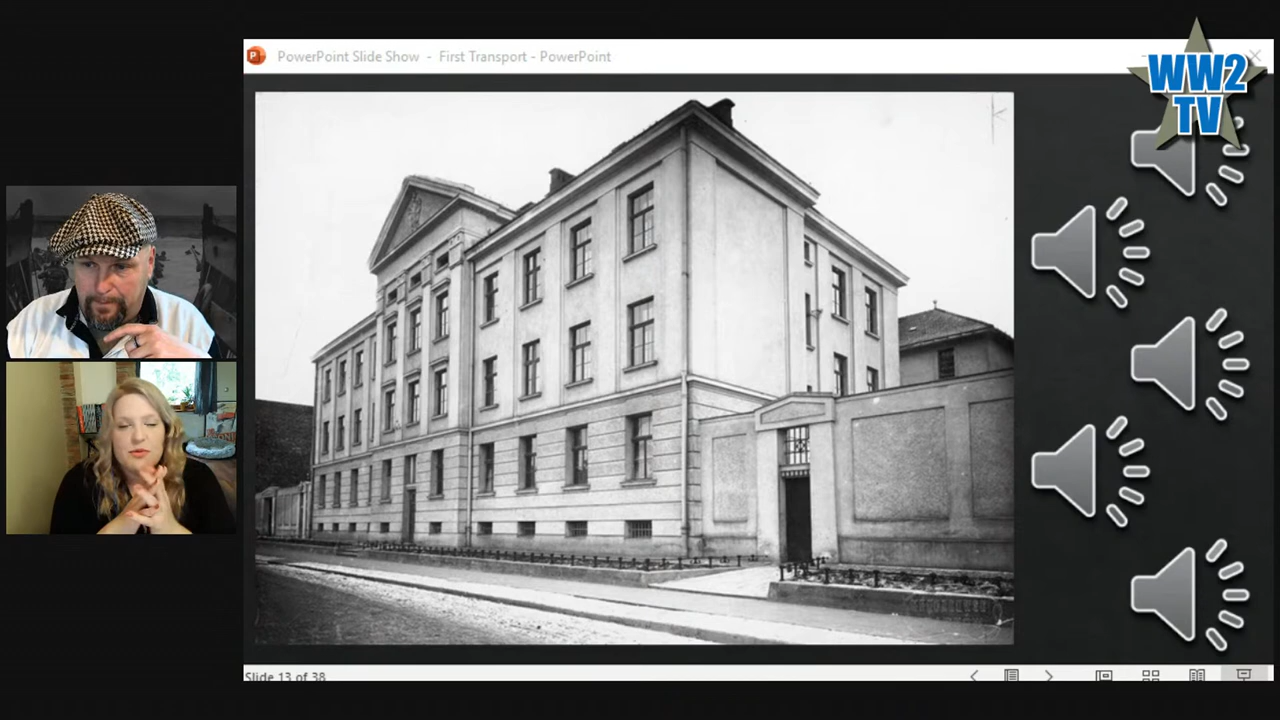 PowerPoint Slide Show - First Transport - PowerPoint
WW2
TV
Slide 13 of 38